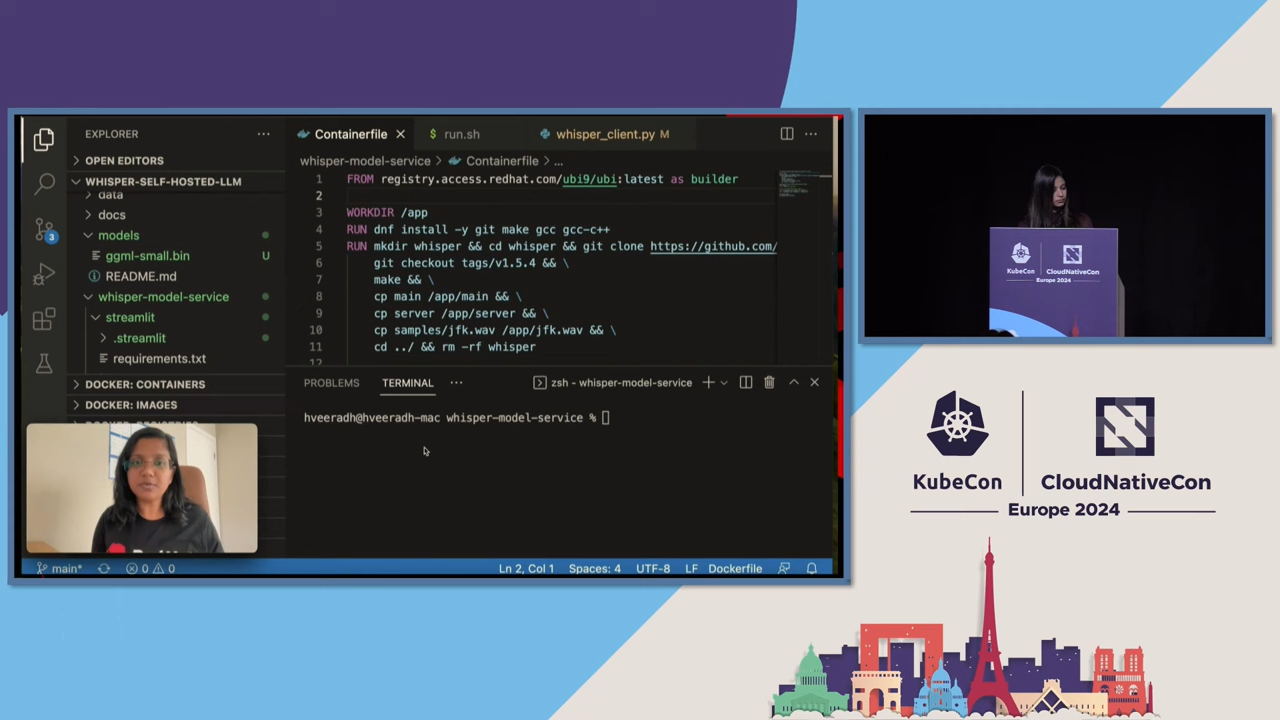 EXPLORER
OPEN EDITORS
WHISPER-SELF-HOSTED-LLM
data
docs
models
ggml-small.bin U
README.md
whisper-model-service
streamlit
.streamlit
requirements.txt
DOCKER: CONTAINERS
DOCKER: IMAGES
3
Containerfile
$ run.sh
whisper_client.py M
whisper-model-service > Containerfile > ...
1 FROM registry.access.redhat.com/ubi9/ubi:latest as builder
2
3 WORKDIR /app
4 RUN dnf install -y git make gcc gcc-c++
5 RUN mkdir whisper && cd whisper && git clone https://github.com/
6 git checkout tags/v1.5.4 && \
7 make && \
8 cp main /app/main && \
9 cp server /app/server && \
10 cp samples/jfk.wav /app/jfk.wav && \
11 cd ../ && rm -rf whisper
12
PROBLEMS TERMINAL ...
zsh - whisper-model-service
hveeradh@hveeradh-mac whisper-model-service %
main* 0 0
Ln 2, Col 1 Spaces: 4 UTF-8 LF Dockerfile
KubeCon CloudNativeCon
Europe 2024
KubeCon CloudNativeCon
Europe 2024